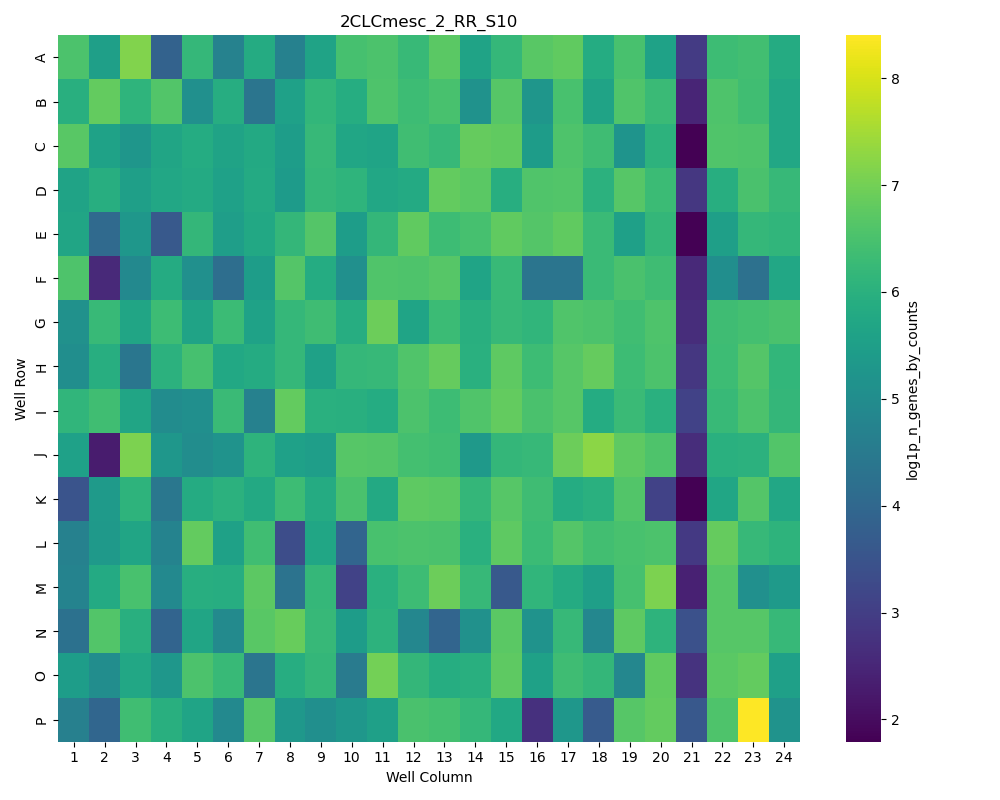 2CLCmesc_2_RR_S10
A
B
C
D
E
F
G
H
I
J
K
L
M
N
O
P
Well Row
1 2 3 4 5 6 7 8 9 10 11 12 13 14 15 16 17 18 19 20 21 22 23 24
Well Column
8
7
6
5
4
3
2
log1p_n_genes_by_counts